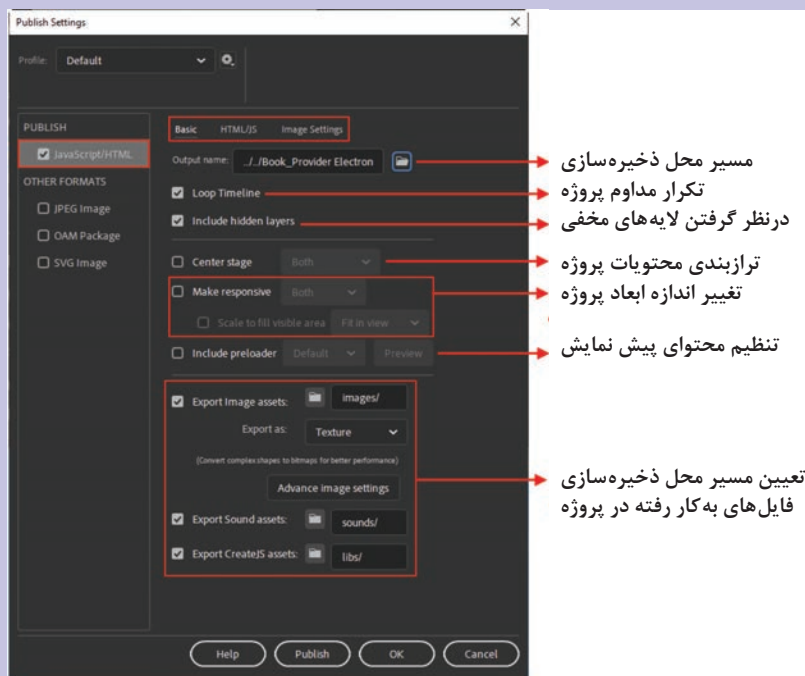 Publish Settings
Profile: Default
PUBLISH
JavaScript/HTML
OTHER FORMATS
JPEG Image
OAM Package
SVG Image
Basic HTML/JS Image Settings
Output name: ../../Book_Provider Electron
مسیر محل ذخیره‌سازی
Loop Timeline
تکرار مداوم پروژه
Include hidden layers
درنظر گرفتن لایه‌های مخفی
Center stage Both
ترازبندی محتویات پروژه
Make responsive Both
تغییر اندازه ابعاد پروژه
Scale to fill visible area Fit in view
Include preloader Default Preview
تنظیم محتوای پیش نمایش
Export Image assets: images/
Export as: Texture
(Convert complex shapes to bitmaps for better performance)
Advance image settings
تعیین مسیر محل ذخیره‌سازی
فایل‌های به‌کار رفته در پروژه
Export Sound assets: sounds/
Export CreateJS assets: libs/
Help Publish OK Cancel